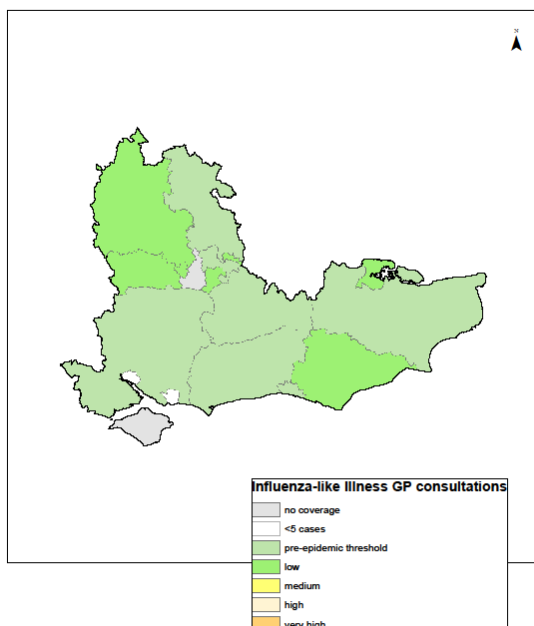 N
Influenza-like Illness GP consultations
no coverage
<5 cases
pre-epidemic threshold
low
medium
high
very high